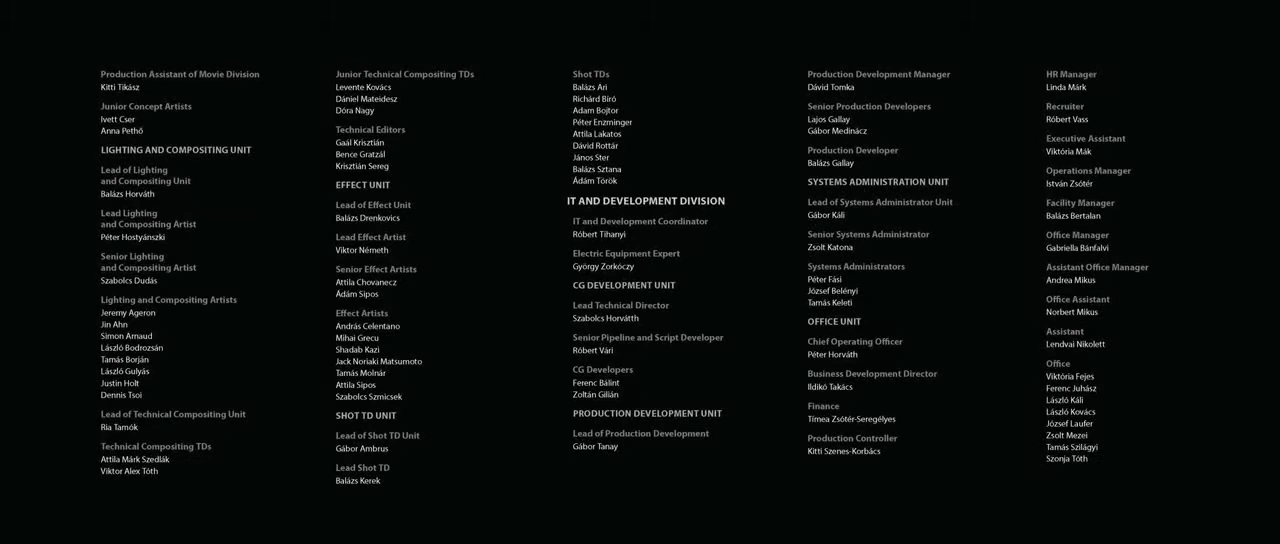 Production Assistant of Movie Division
Kitti Tikász
Junior Concept Artists
Ivett Cser
Anna Pethő
LIGHTING AND COMPOSITING UNIT
Lead of Lighting
and Compositing Unit
Balázs Horváth
Lead Lighting
and Compositing Artist
Péter Hostyánszki
Senior Lighting
and Compositing Artist
Szabolcs Dudás
Lighting and Compositing Artists
Jeremy Ageron
Jin Ahn
Simon Arnaud
László Bodrozsán
Tamás Borján
László Gulyás
Justin Holt
Dennis Tsoi
Lead of Technical Compositing Unit
Ria Tamók
Technical Compositing TDs
Attila Márk Szedlák
Viktor Alex Tóth
Junior Technical Compositing TDs
Levente Kovács
Dániel Mateidesz
Dóra Nagy
Technical Editors
Gaál Krisztián
Bence Gratzál
Krisztián Sereg
EFFECT UNIT
Lead of Effect Unit
Balázs Drenkovics
Lead Effect Artist
Viktor Németh
Senior Effect Artists
Attila Chovanecz
Ádám Sipos
Effect Artists
András Celentano
Mihai Grecu
Shadab Kazi
Jack Noriaki Matsumoto
Tamás Molnár
Attila Sipos
Szabolcs Szmicsek
SHOT TD UNIT
Lead of Shot TD Unit
Gábor Ambrus
Lead Shot TD
Balázs Kerek
Shot TDs
Balázs Ari
Richárd Bíró
Adam Bojtor
Péter Enzminger
Attila Lakatos
Dávid Rottár
János Ster
Balázs Sztana
Ádám Török
IT AND DEVELOPMENT DIVISION
IT and Development Coordinator
Róbert Tihanyi
Electric Equipment Expert
György Zorkóczy
CG DEVELOPMENT UNIT
Lead Technical Director
Szabolcs Horvátth
Senior Pipeline and Script Developer
Róbert Vári
CG Developers
Ferenc Bálint
Zoltán Gilián
PRODUCTION DEVELOPMENT UNIT
Lead of Production Development
Gábor Tanay
Production Development Manager
Dávid Tomka
Senior Production Developers
Lajos Gallay
Gábor Medinácz
Production Developer
Balázs Gallay
SYSTEMS ADMINISTRATION UNIT
Lead of Systems Administrator Unit
Gábor Káli
Senior Systems Administrator
Zsolt Katona
Systems Administrators
Péter Fási
József Belényi
Tamás Keleti
OFFICE UNIT
Chief Operating Officer
Péter Horváth
Business Development Director
Ildikó Takács
Finance
Tímea Zsótér-Seregélyes
Production Controller
Kitti Szenes-Korbács
HR Manager
Linda Márk
Recruiter
Róbert Vass
Executive Assistant
Viktória Mák
Operations Manager
István Zsótér
Facility Manager
Balázs Bertalan
Office Manager
Gabriella Bánfalvi
Assistant Office Manager
Andrea Mikus
Office Assistant
Norbert Mikus
Assistant
Lendvai Nikolett
Office
Viktória Fejes
Ferenc Juhász
László Káli
László Kovács
József Laufer
Zsolt Mezei
Tamás Szilágyi
Szonja Tóth